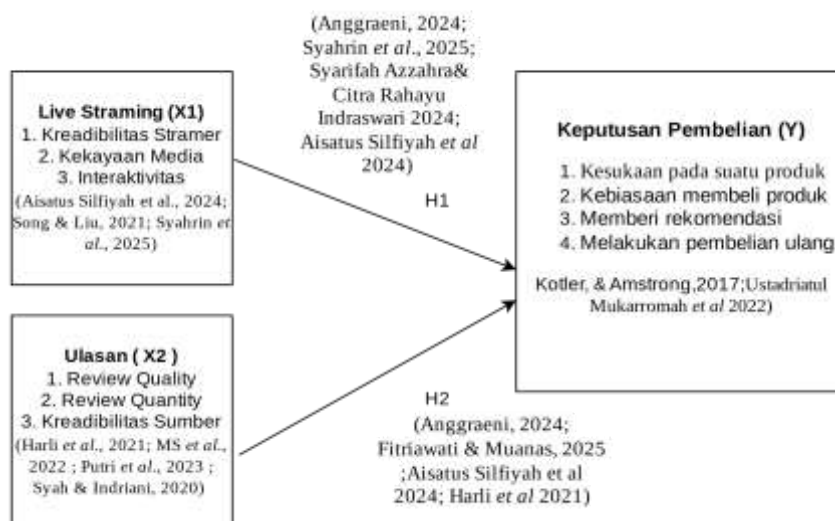 (Anggraeni, 2024;
Syahrin et al., 2025;
Syarifah Azzahra&
Citra Rahayu
Indraswari 2024;
Aisatus Silfiyah et al
2024)
H1
Live Straming (X1)
1. Kreadibilitas Stramer
2. Kekayaan Media
3. Interaktivitas
(Aisatus Silfiyah et al., 2024;
Song & Liu, 2021; Syahrin et
al., 2025)
Keputusan Pembelian (Y)
1. Kesukaan pada suatu produk
2. Kebiasaan membeli produk
3. Memberi rekomendasi
4. Melakukan pembelian ulang
Kotler, & Amstrong,2017;Ustadriatul
Mukarromah et al 2022)
Ulasan ( X2 )
1. Review Quality
2. Review Quantity
3. Kreadibilitas Sumber
(Harli et al., 2021; MS et al.,
2022 ; Putri et al., 2023 ;
Syah & Indriani, 2020)
H2
(Anggraeni, 2024;
Fitriawati & Muanas, 2025
;Aisatus Silfiyah et al
2024; Harli et al 2021)